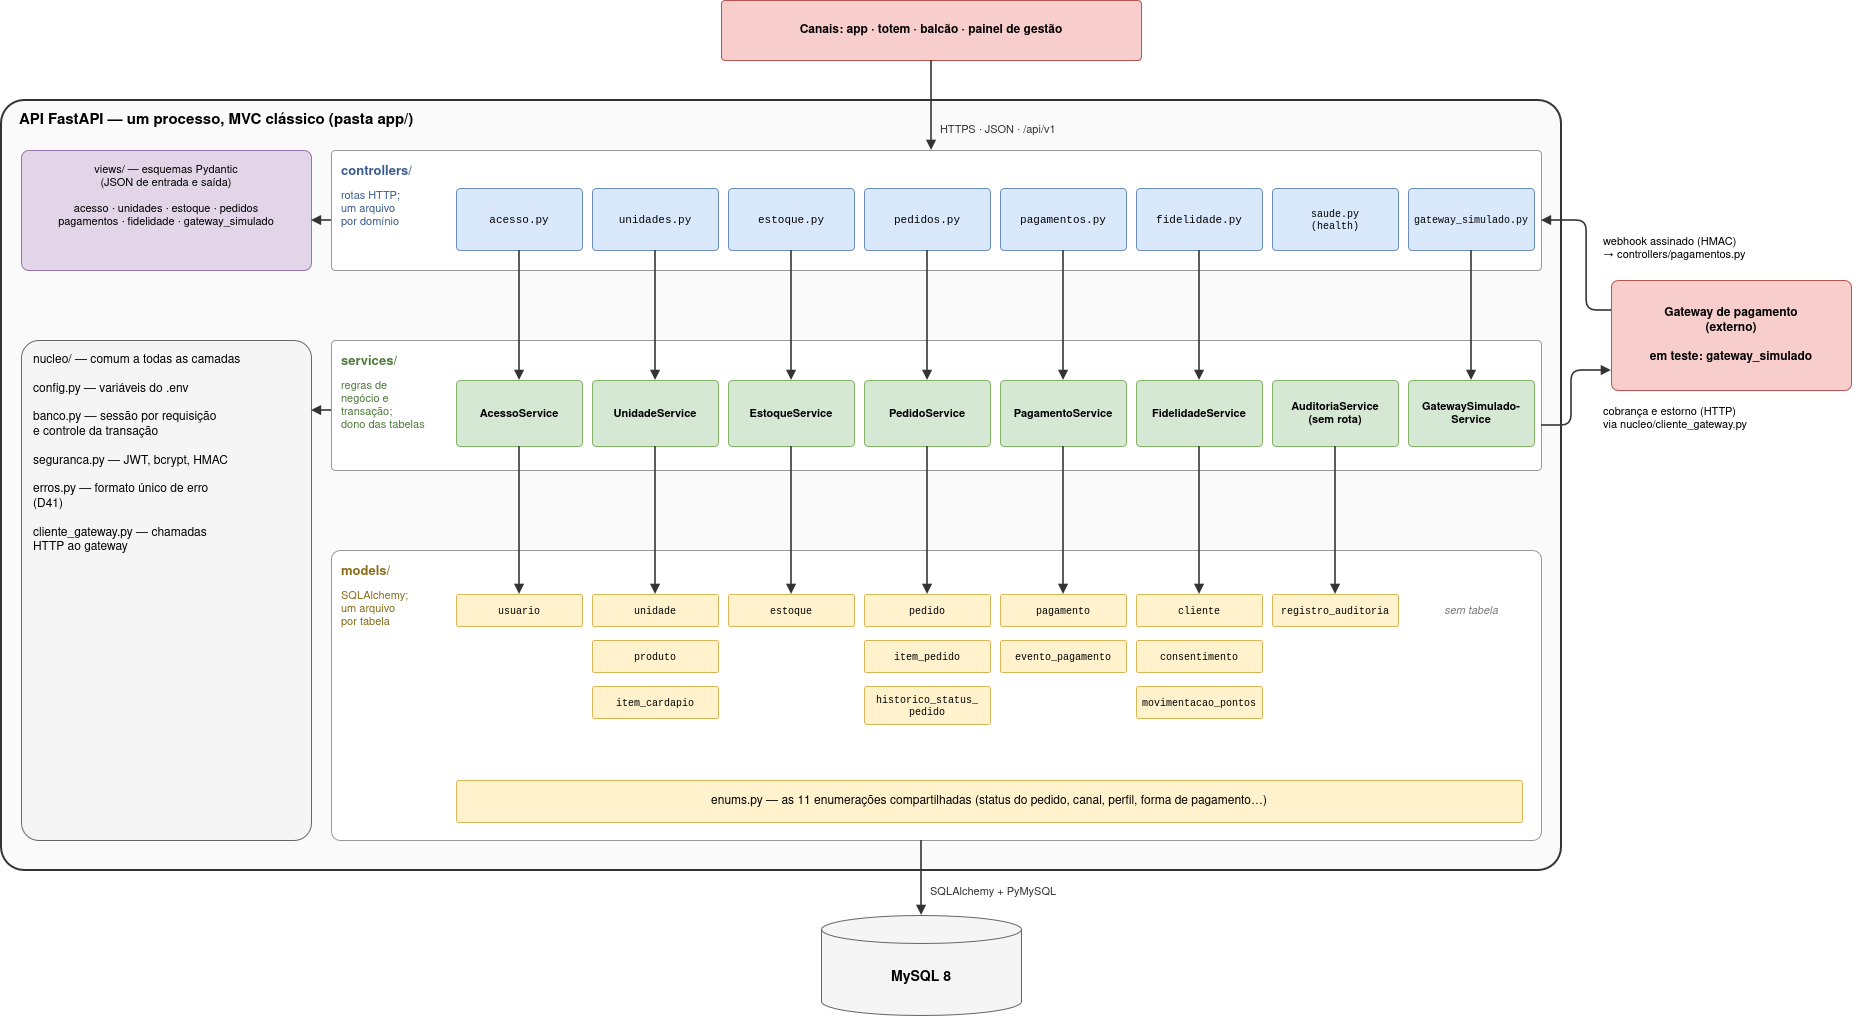 Canais: app · totem · balcão · painel de gestão
API FastAPI — um processo, MVC clássico (pasta app/)
HTTPS · JSON · /api/v1
views/ — esquemas Pydantic
(JSON de entrada e saída)
acesso · unidades · estoque · pedidos
pagamentos · fidelidade · gateway_simulado
controllers/
rotas HTTP;
um arquivo
por domínio
acesso.py
unidades.py
estoque.py
pedidos.py
pagamentos.py
fidelidade.py
saude.py
(health)
gateway_simulado.py
webhook assinado (HMAC)
→ controllers/pagamentos.py
Gateway de pagamento
(externo)
em teste: gateway_simulado
cobrança e estorno (HTTP)
via nucleo/cliente_gateway.py
nucleo/ — comum a todas as camadas
config.py — variáveis do .env
banco.py — sessão por requisição
e controle da transação
seguranca.py — JWT, bcrypt, HMAC
erros.py — formato único de erro
(D41)
cliente_gateway.py — chamadas
HTTP ao gateway
services/
regras de
negócio e
transação;
dono das tabelas
AcessoService
UnidadeService
EstoqueService
PedidoService
PagamentoService
FidelidadeService
AuditoriaService
(sem rota)
GatewaySimulado-
Service
models/
SQLAlchemy;
um arquivo
por tabela
usuario
unidade
estoque
pedido
pagamento
cliente
registro_auditoria
sem tabela
produto
item_pedido
evento_pagamento
consentimento
item_cardapio
historico_status_
pedido
movimentacao_pontos
enums.py — as 11 enumerações compartilhadas (status do pedido, canal, perfil, forma de pagamento…)
SQLAlchemy + PyMySQL
MySQL 8